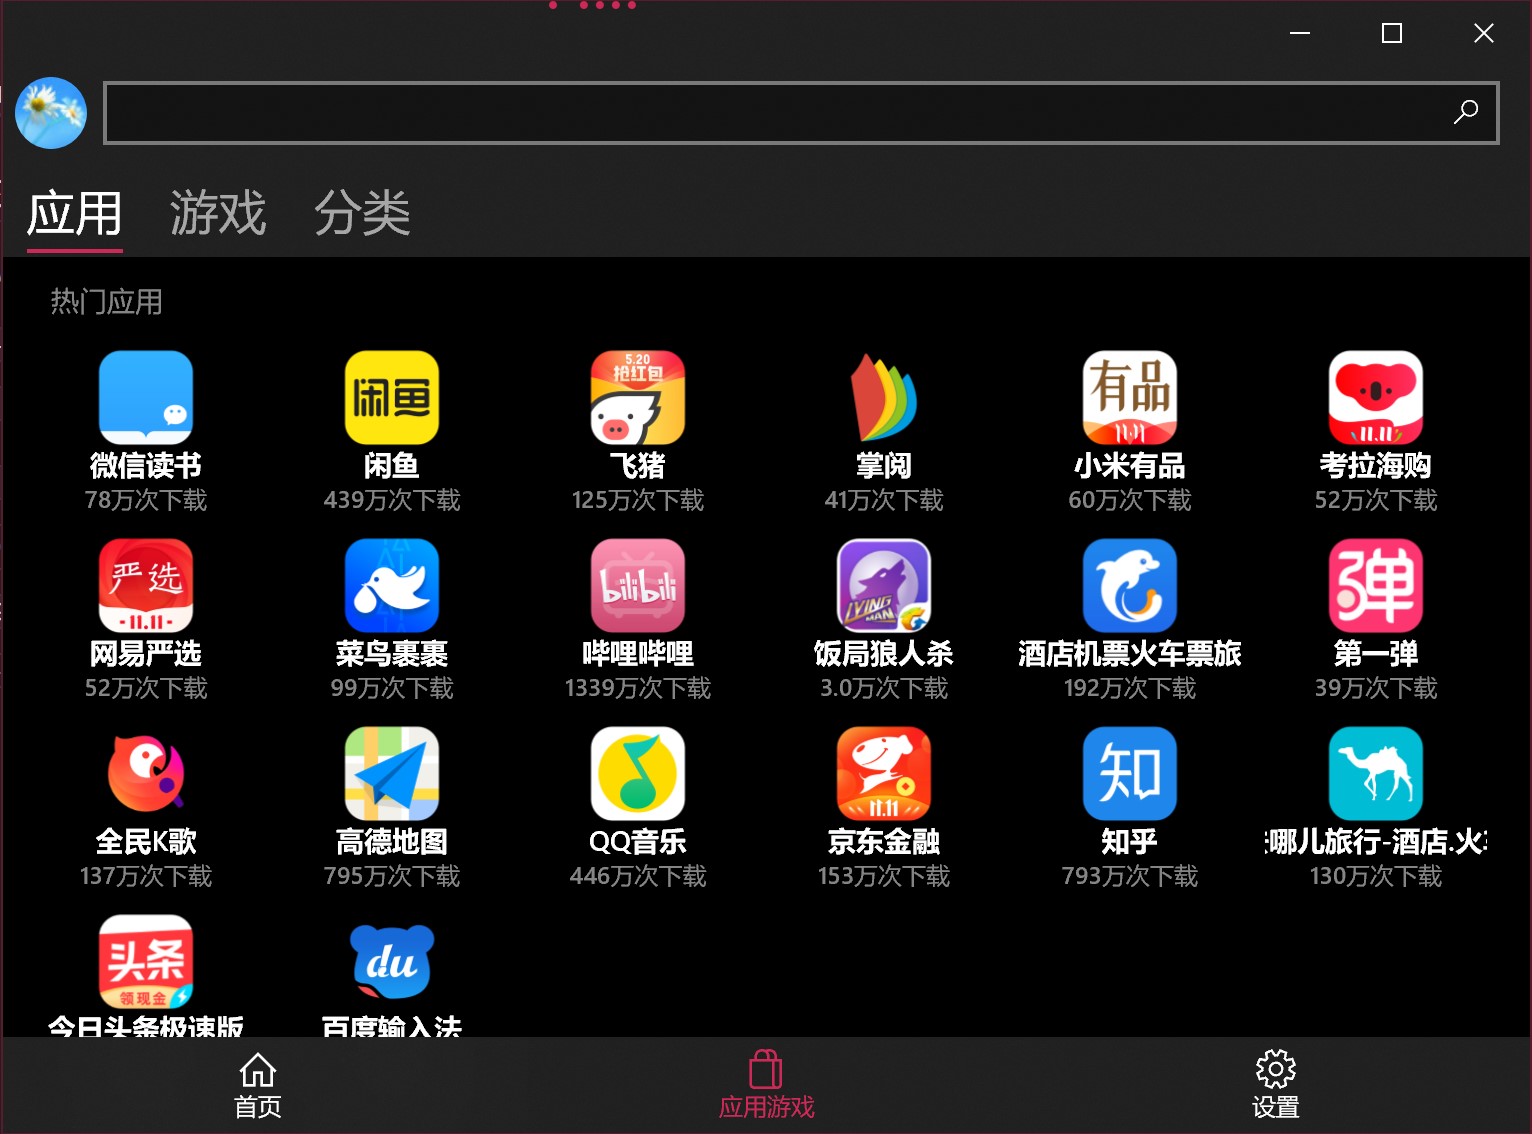 应用 游戏 分类
热门应用
5.20
抢红包
闲鱼
有品
11.11
11.11
微信读书 闲鱼 飞猪 掌阅 小米有品 考拉海购
78万次下载 439万次下载 125万次下载 41万次下载 60万次下载 52万次下载
严选
·11.11·
bilibili
LYING MAN
弹
网易严选 菜鸟裹裹 哔哩哔哩 饭局狼人杀 酒店机票火车票旅 第一弹
52万次下载 99万次下载 1339万次下载 3.0万次下载 192万次下载 39万次下载
11.11
知
全民K歌 高德地图 QQ音乐 京东金融 知乎 哪儿旅行-酒店.火
137万次下载 795万次下载 446万次下载 153万次下载 793万次下载 130万次下载
头条
领现金
du
今日头条极速版 百度输入法
首页 应用游戏 设置